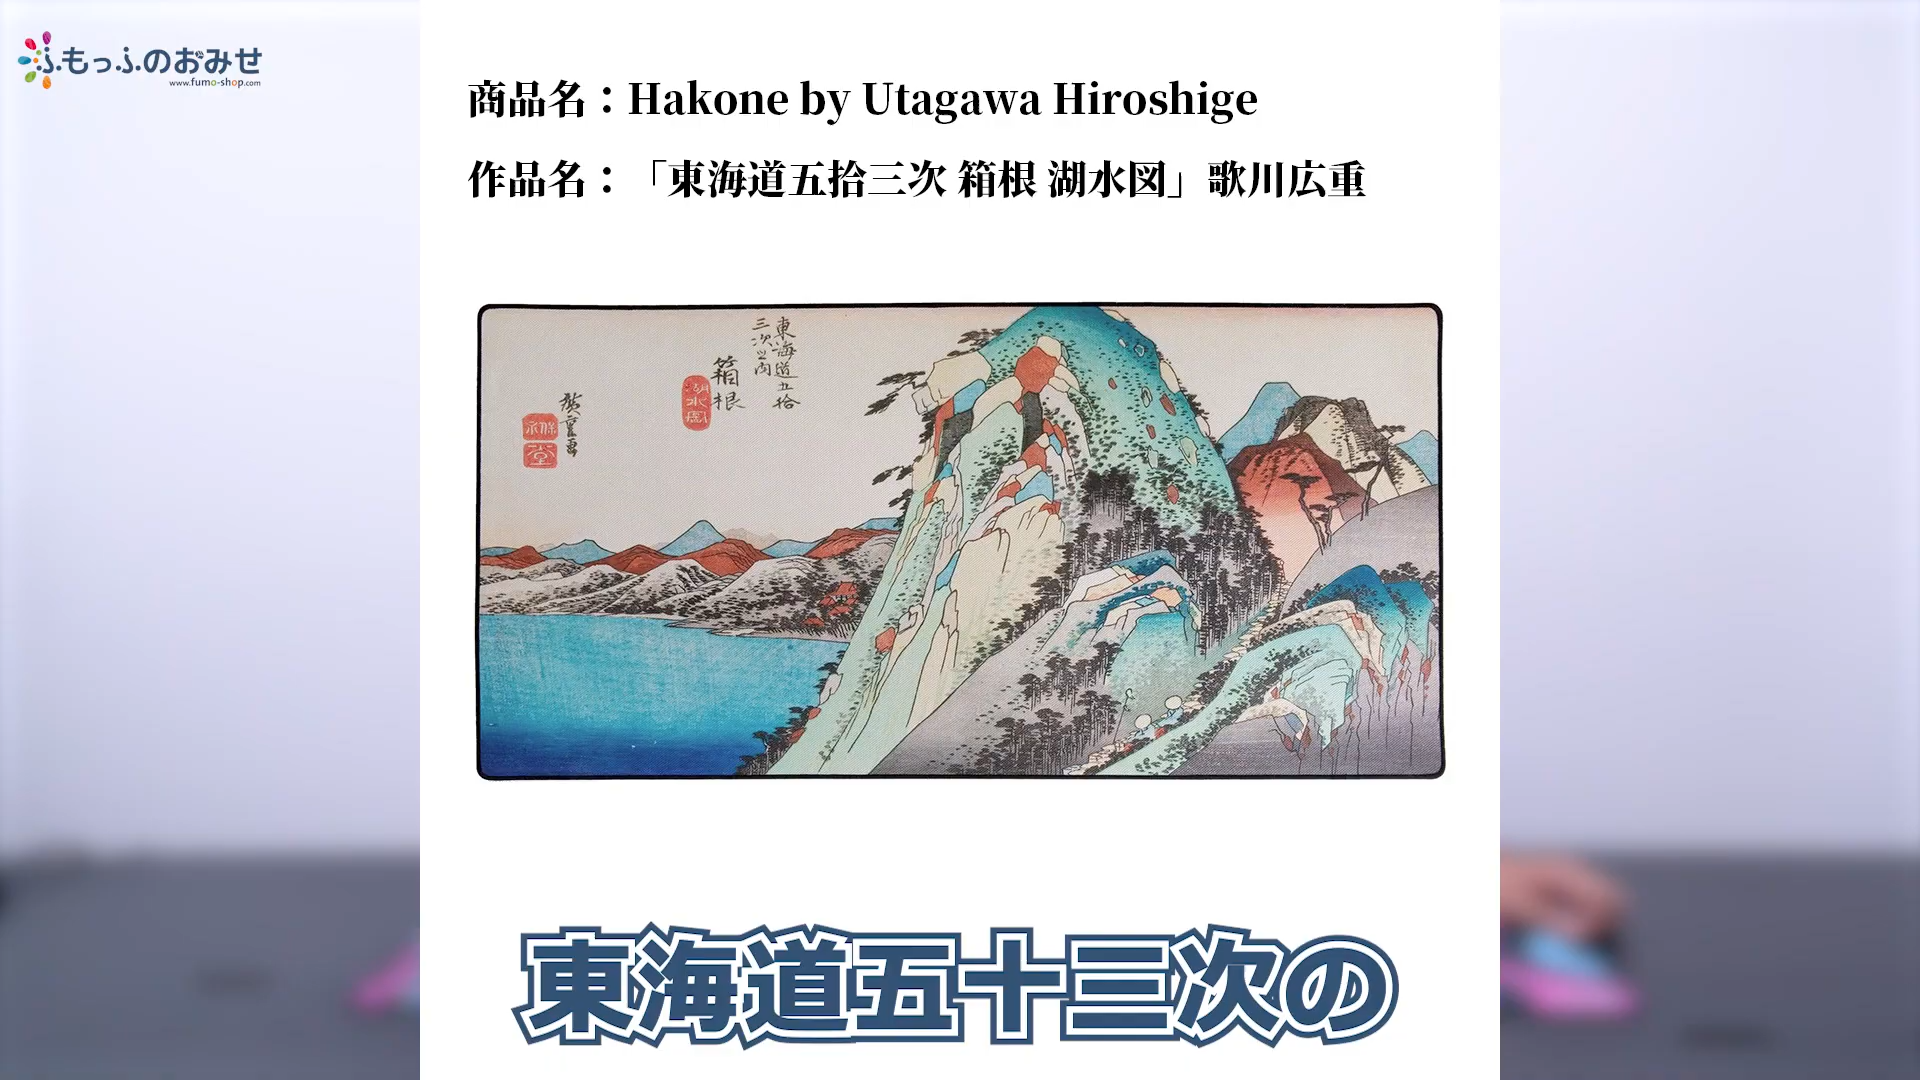 ふもっふのおみせ
www.fumo-shop.com
商品名：Hakone by Utagawa Hiroshige
作品名：「東海道五拾三次 箱根 湖水図」歌川広重
東海道五拾
三次之内
箱根
湖水圖
廣重画
東海道五十三次の